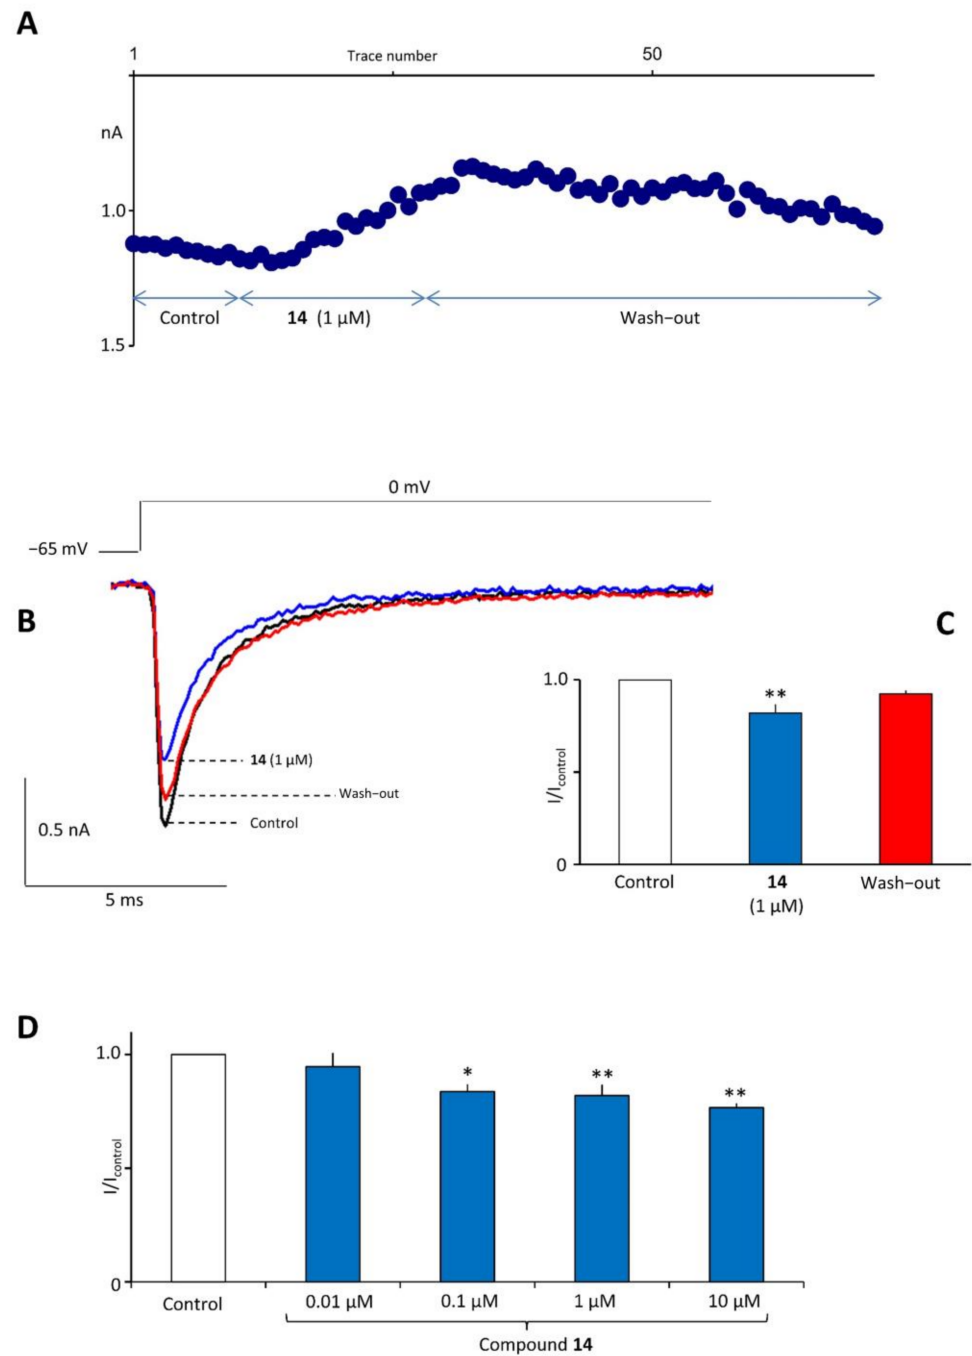 A
1 Trace number 50
nA
1.0
Control 14 (1 μM) Wash−out
1.5
0 mV
−65 mV
B
14 (1 μM)
Wash−out
Control
0.5 nA
5 ms
C
1.0
**
I/Icontrol
0
Control 14 Wash−out
(1 μM)
D
1.0
* ** **
I/Icontrol
0
Control 0.01 μM 0.1 μM 1 μM 10 μM
Compound 14